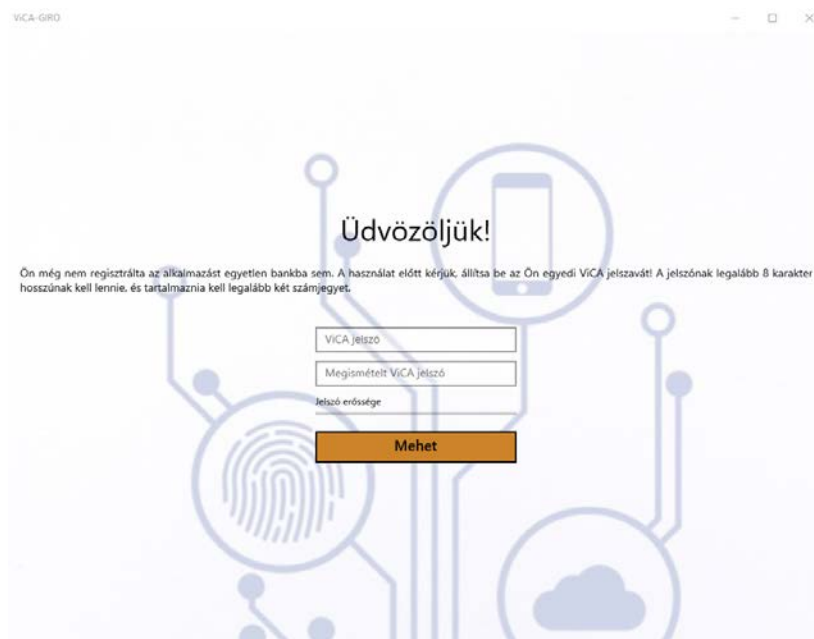 ViCA-GIRO
Üdvözöljük!
Ön még nem regisztrálta az alkalmazást egyetlen bankba sem. A használat előtt kérjük, állítsa be az Ön egyedi ViCA jelszavát! A jelszónak legalább 8 karakter
hosszúnak kell lennie, és tartalmaznia kell legalább két számjegyet.
ViCA jelszó
Megismételt ViCA jelszó
Jelszó erőssége
Mehet